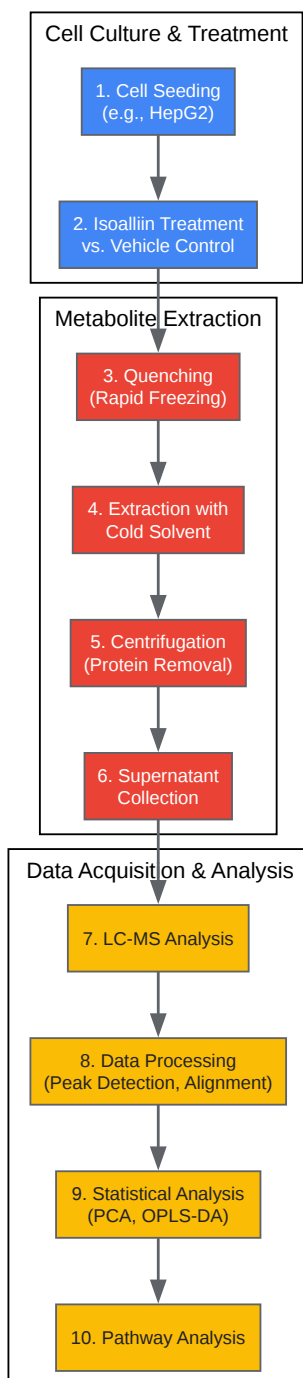 Cell Culture & Treatment
1. Cell Seeding
(e.g., HepG2)
2. Isoalliin Treatment
vs. Vehicle Control
Metabolite Extraction
3. Quenching
(Rapid Freezing)
4. Extraction with
Cold Solvent
5. Centrifugation
(Protein Removal)
6. Supernatant
Collection
Data Acquisition & Analysis
7. LC-MS Analysis
8. Data Processing
(Peak Detection, Alignment)
9. Statistical Analysis
(PCA, OPLS-DA)
10. Pathway Analysis